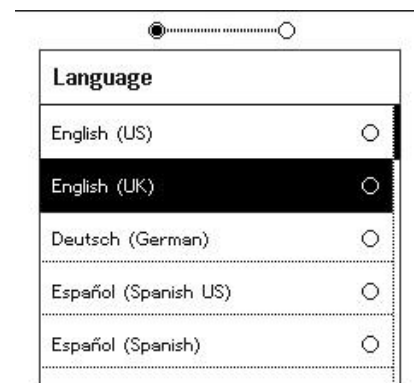 Language
English (US)
English (UK)
Deutsch (German)
Español (Spanish US)
Español (Spanish)